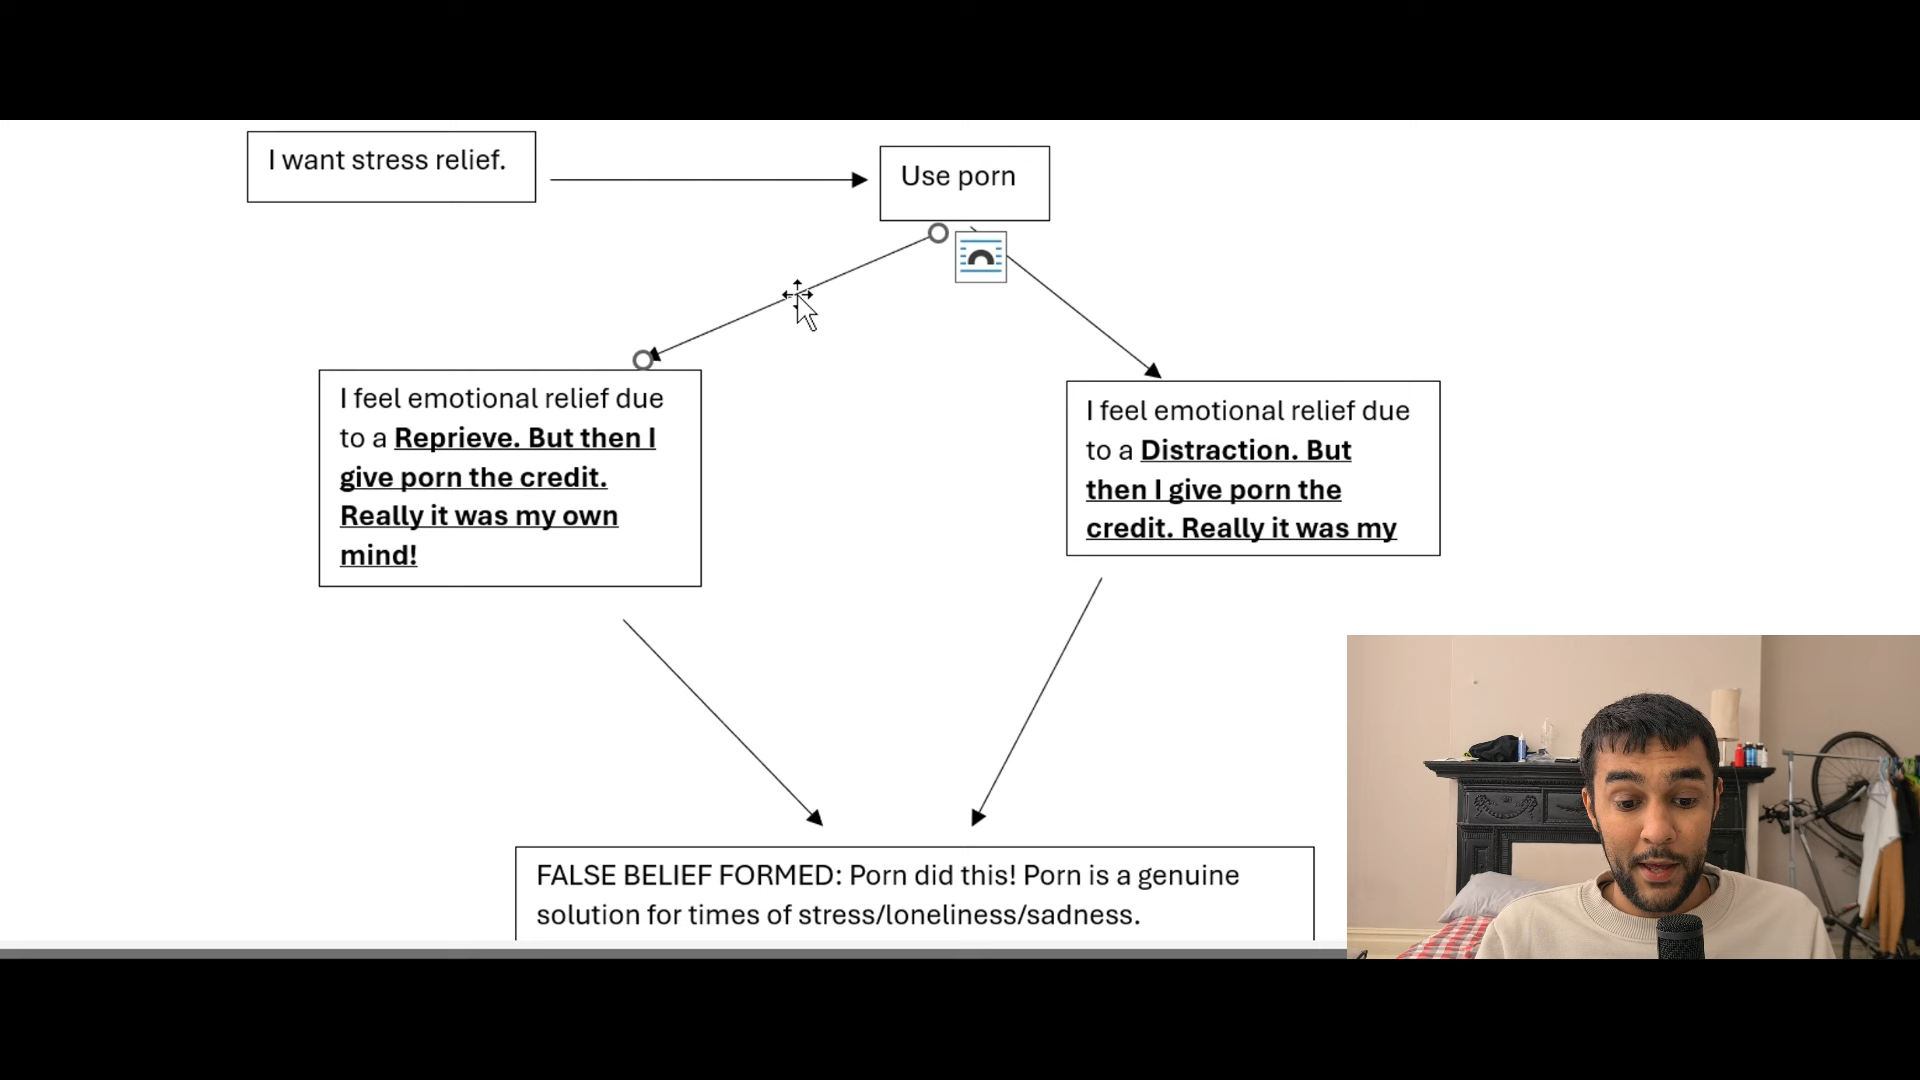 I want stress relief.
Use porn
I feel emotional relief due
to a Reprieve. But then I
give porn the credit.
Really it was my own
mind!
I feel emotional relief due
to a Distraction. But
then I give porn the
credit. Really it was my
FALSE BELIEF FORMED: Porn did this! Porn is a genuine
solution for times of stress/loneliness/sadness.